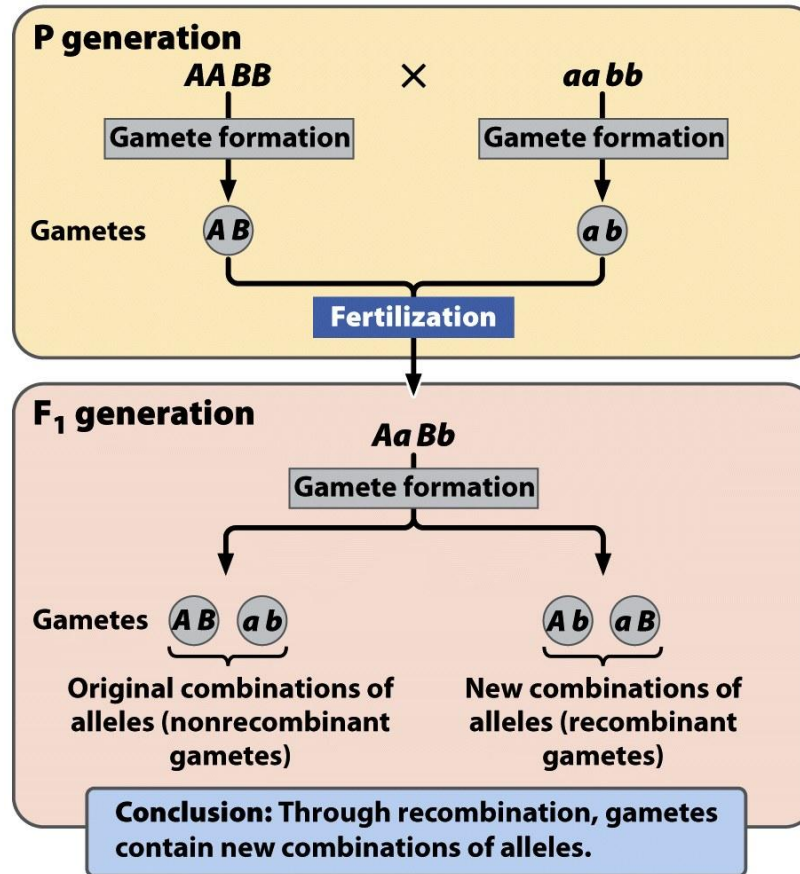 P generation
AA BB × aa bb
Gamete formation Gamete formation
Gametes A B a b
Fertilization
F1 generation
Aa Bb
Gamete formation
Gametes A B a b A b a B
Original combinations of New combinations of
alleles (nonrecombinant alleles (recombinant
gametes) gametes)
Conclusion: Through recombination, gametes
contain new combinations of alleles.